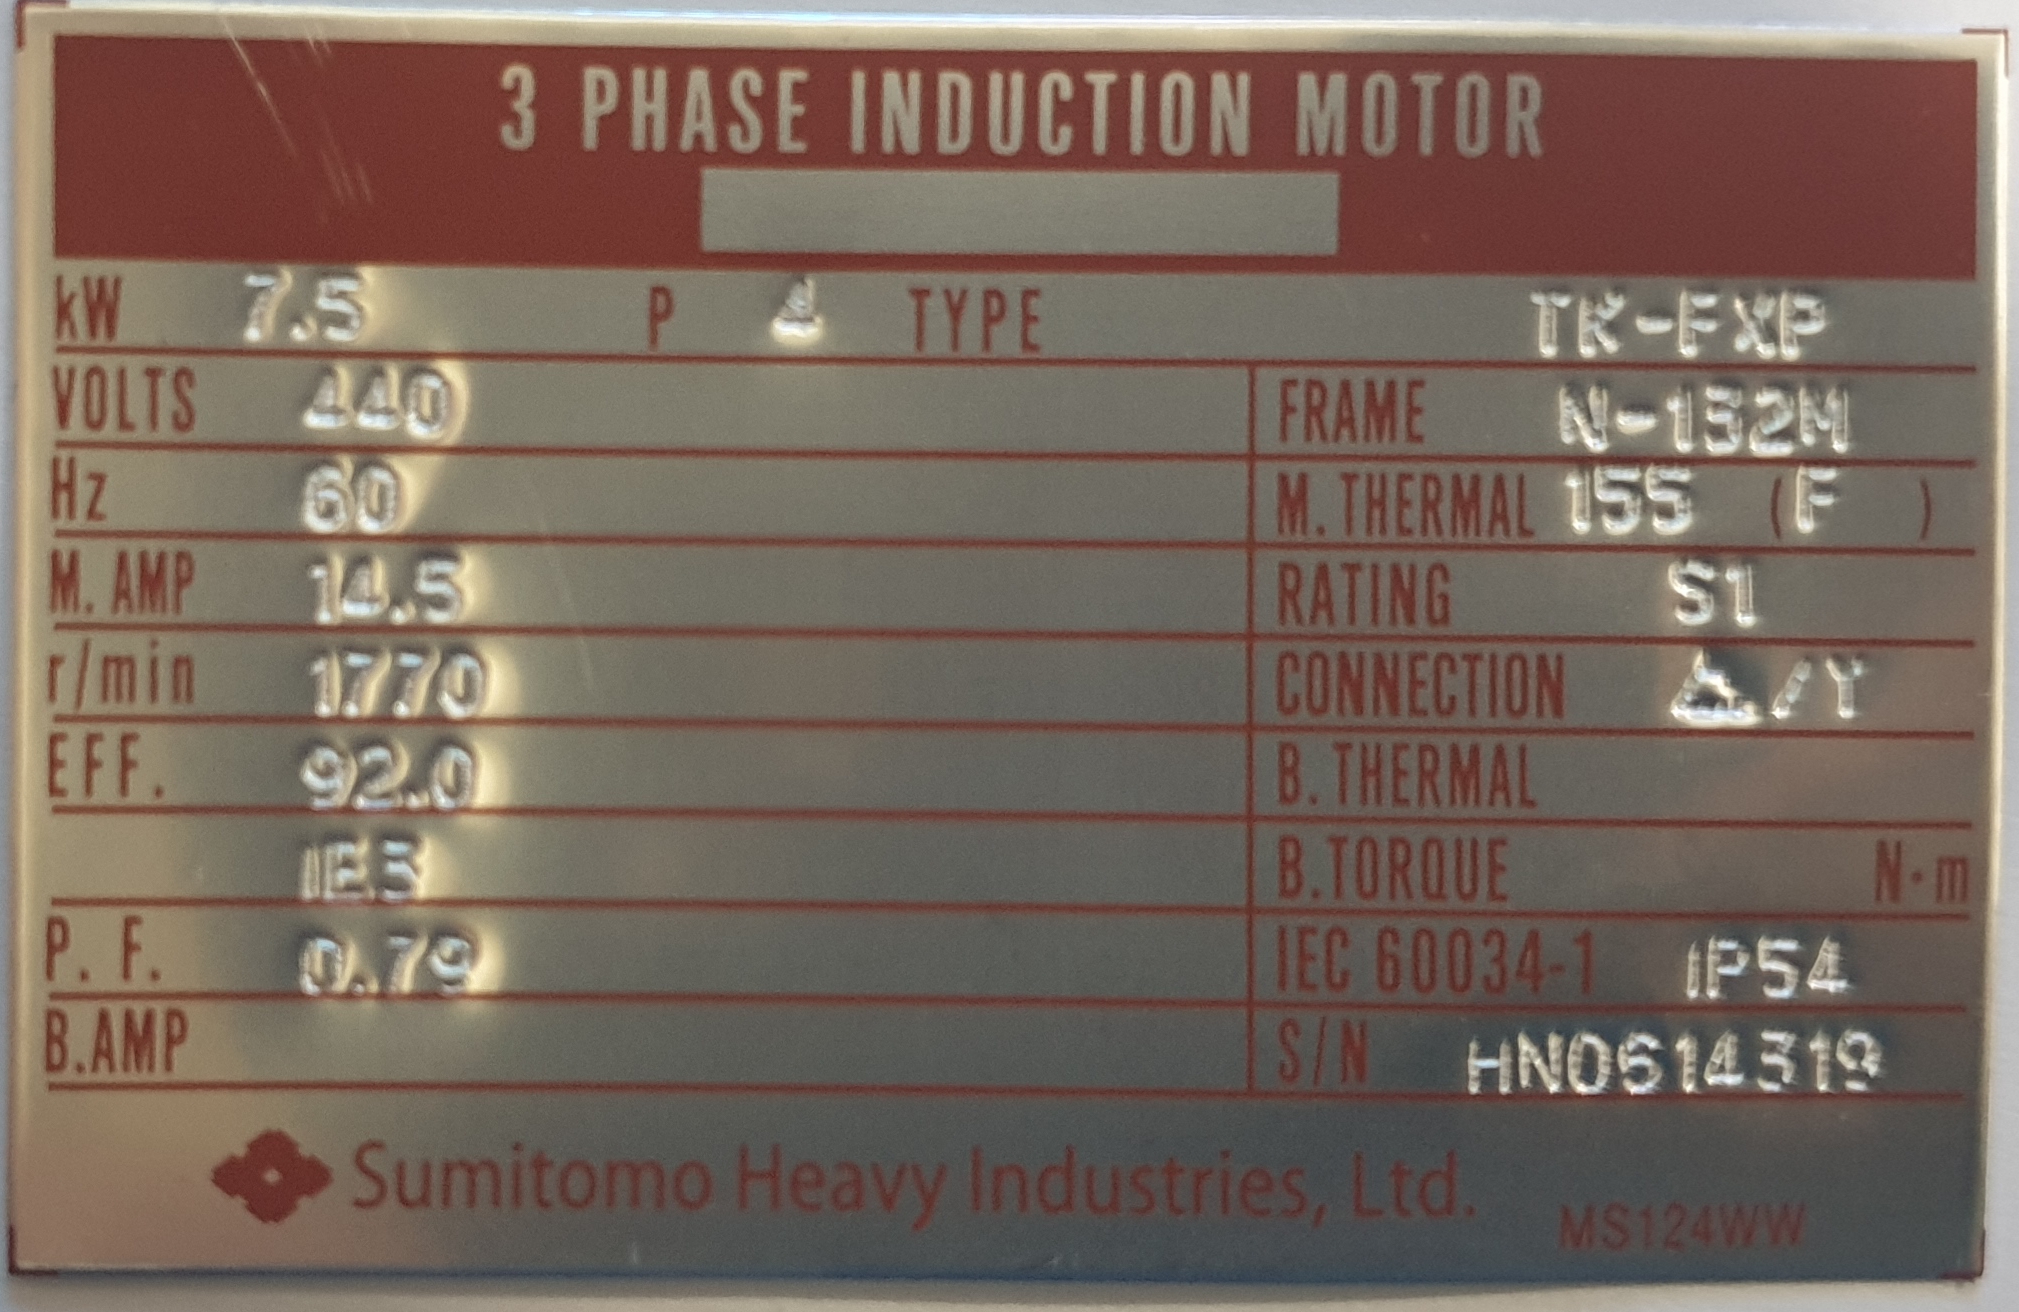 3 PHASE INDUCTION MOTOR
kW 7.5 P 4 TYPE TK-FXP
VOLTS 440 FRAME N-132M
Hz 60 M. THERMAL 155 (F )
M. AMP 14.5 RATING S1
r/min 1770 CONNECTION △/Y
EFF. 92.0 B. THERMAL
IE3 B.TORQUE N·m
P. F. 0.79 IEC 60034-1 IP54
B.AMP S/N HN0614319
Sumitomo Heavy Industries, Ltd. MS124WW